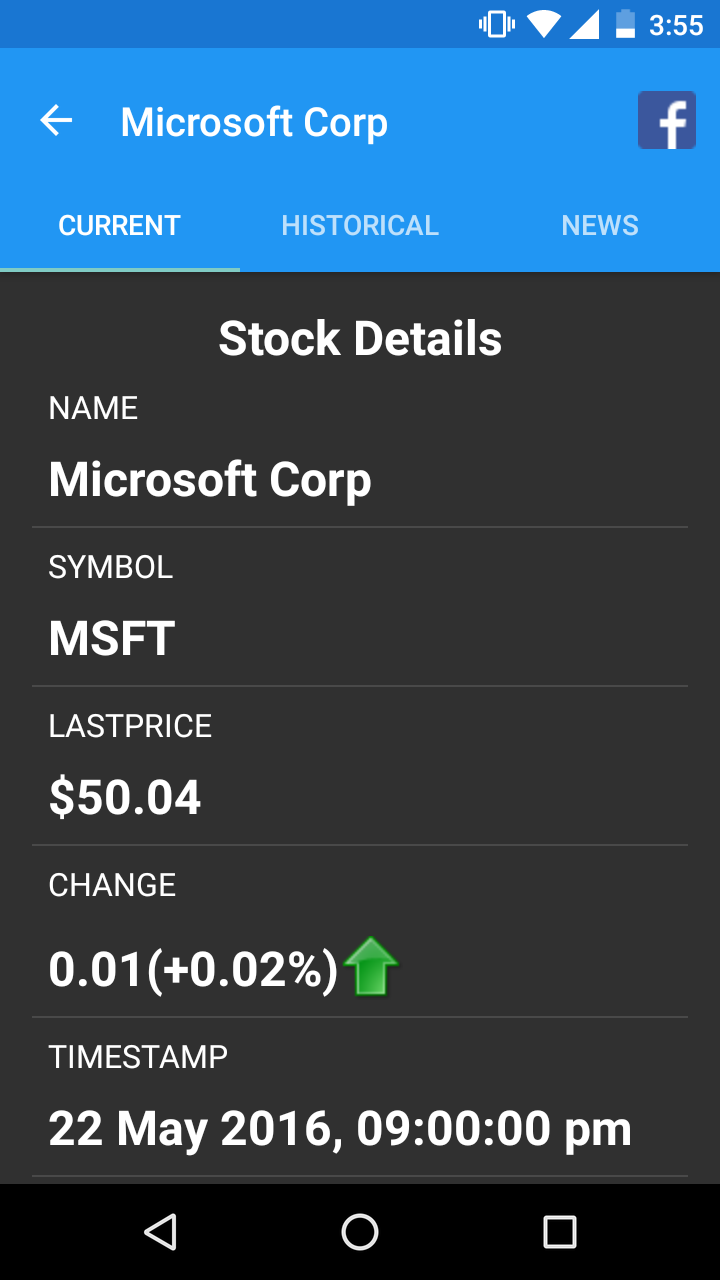 3:55
Microsoft Corp
f
CURRENT HISTORICAL NEWS
Stock Details
NAME
Microsoft Corp
SYMBOL
MSFT
LASTPRICE
$50.04
CHANGE
0.01(+0.02%)
TIMESTAMP
22 May 2016, 09:00:00 pm